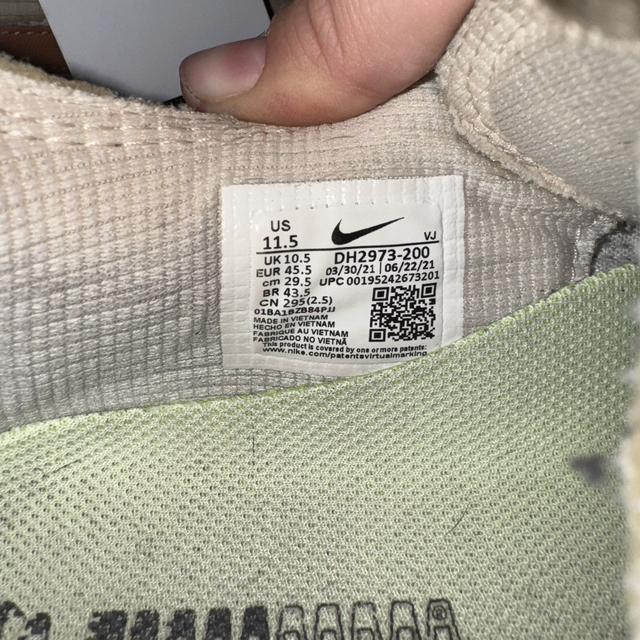 US
11.5
VJ
UK 10.5
EUR 45.5
cm 29.5
BR 43.5
CN 295(2.5)
DH2973-200
03/30/21 | 06/22/21
UPC 00195242673201
01BA1BZB84PJJ
MADE IN VIETNAM
HECHO EN VIETNAM
FABRIQUE AU VIETNAM
FABRICADO NO VIETNÃ
This product is covered by one or more patents:
www.nike.com/patentsvirtualmarking
®